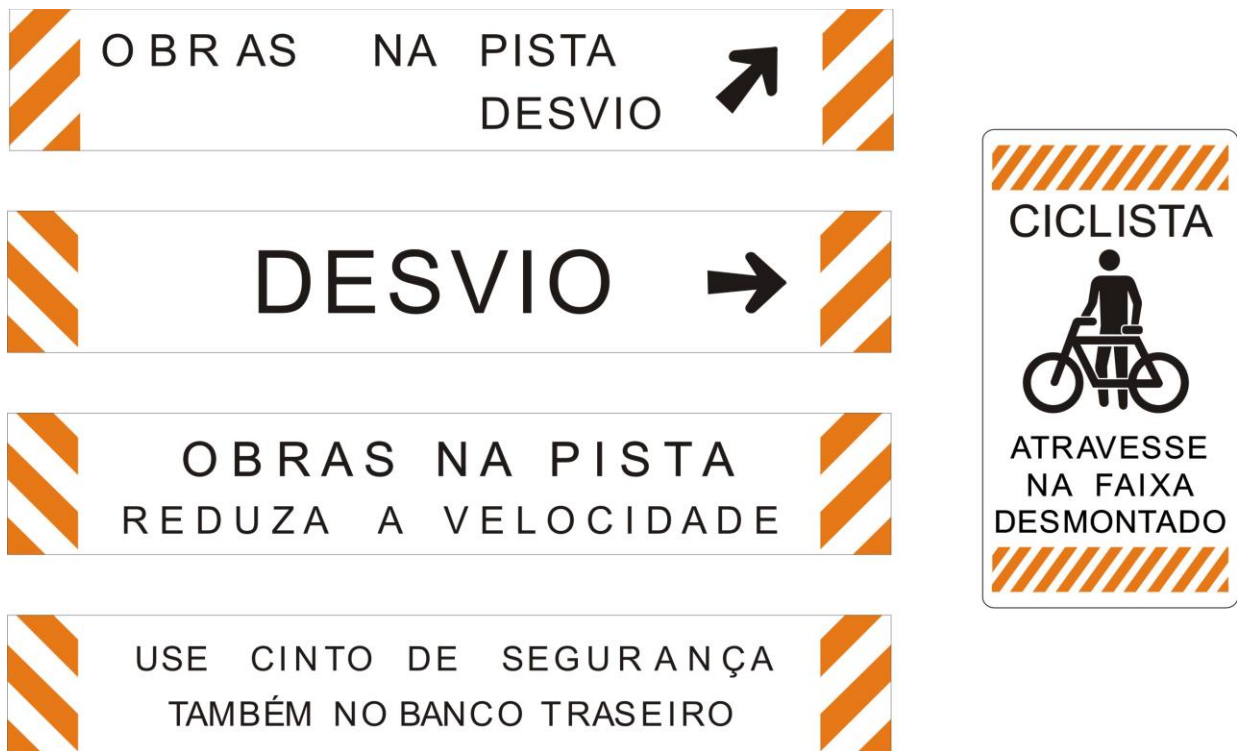 OBRAS NA PISTA
DESVIO
DESVIO
OBRAS NA PISTA
REDUZA A VELOCIDADE
USE CINTO DE SEGURANÇA
TAMBÉM NO BANCO TRASEIRO
CICLISTA
ATRAVESSE
NA FAIXA
DESMONTADO